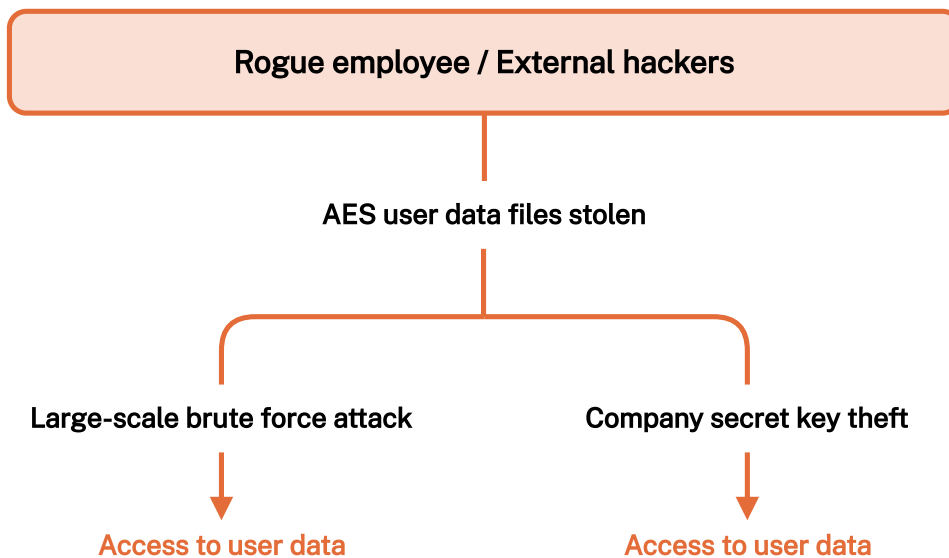 Rogue employee / External hackers
AES user data files stolen
Large-scale brute force attack
Company secret key theft
Access to user data
Access to user data